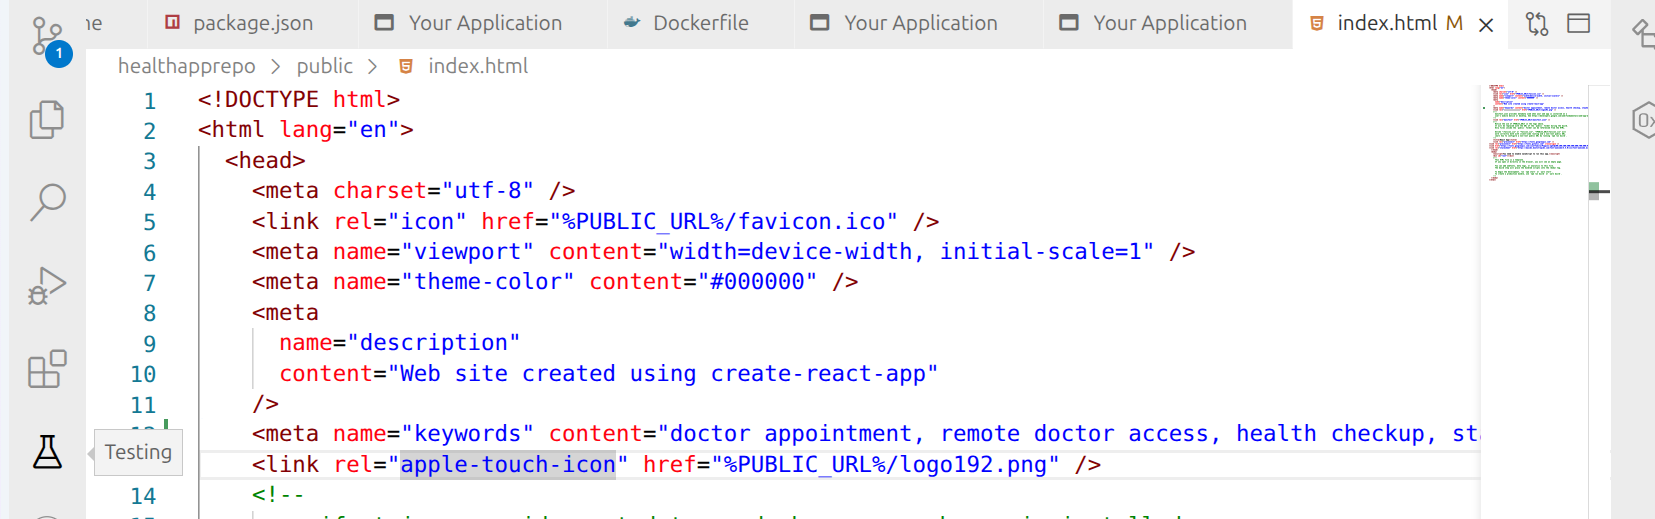 ne package.json Your Application Dockerfile Your Application Your Application index.html M
1
healthapprepo > public > index.html
1 <!DOCTYPE html>
2 <html lang="en">
3 <head>
4 <meta charset="utf-8" />
5 <link rel="icon" href="%PUBLIC_URL%/favicon.ico" />
6 <meta name="viewport" content="width=device-width, initial-scale=1" />
7 <meta name="theme-color" content="#000000" />
8 <meta
9 name="description"
10 content="Web site created using create-react-app"
11 />
<meta name="keywords" content="doctor appointment, remote doctor access, health checkup, st
Testing
<link rel="apple-touch-icon" href="%PUBLIC_URL%/logo192.png" />
14 <!--